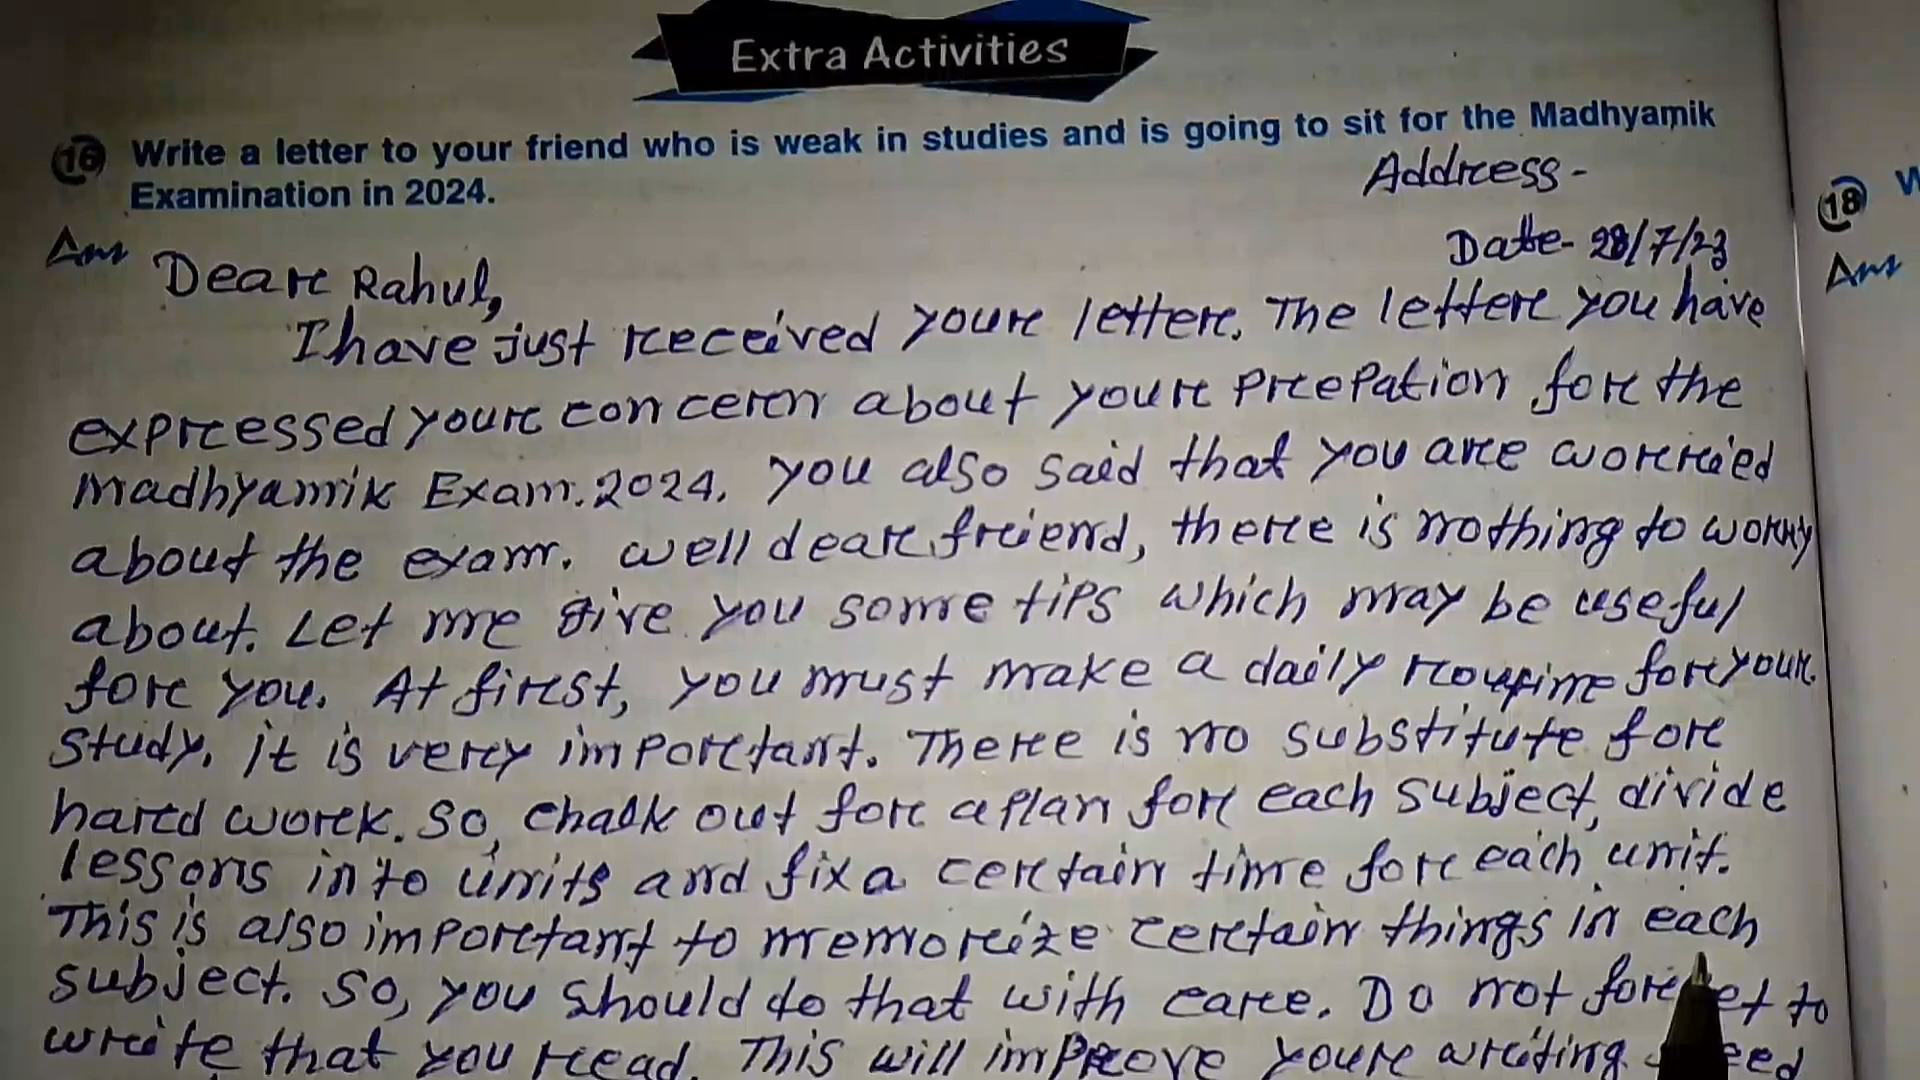 Extra Activities
16 Write a letter to your friend who is weak in studies and is going to sit for the Madhyamik
Examination in 2024.
Address-
Date- 28/7/23
Ans Dear Rahul,
I have just received your letter. The letter you have
expressed your concern about your Prepation for the
Madhyamik Exam. 2024. you also said that you are worried
about the exam. well dear friend, there is nothing to worry
about. Let me give you some tips which may be useful
for you. At first, you must make a daily routine for your
study. it is very important. There is no substitute for
hard work. So, chalk out for a plan for each subject, divide
lessons into units and fix a certain time for each unit.
This is also important to memorize certain things in each
subject. So, you should do that with care. Do not forget to
write that you read. This will improve your writing speed
18 W
Ans